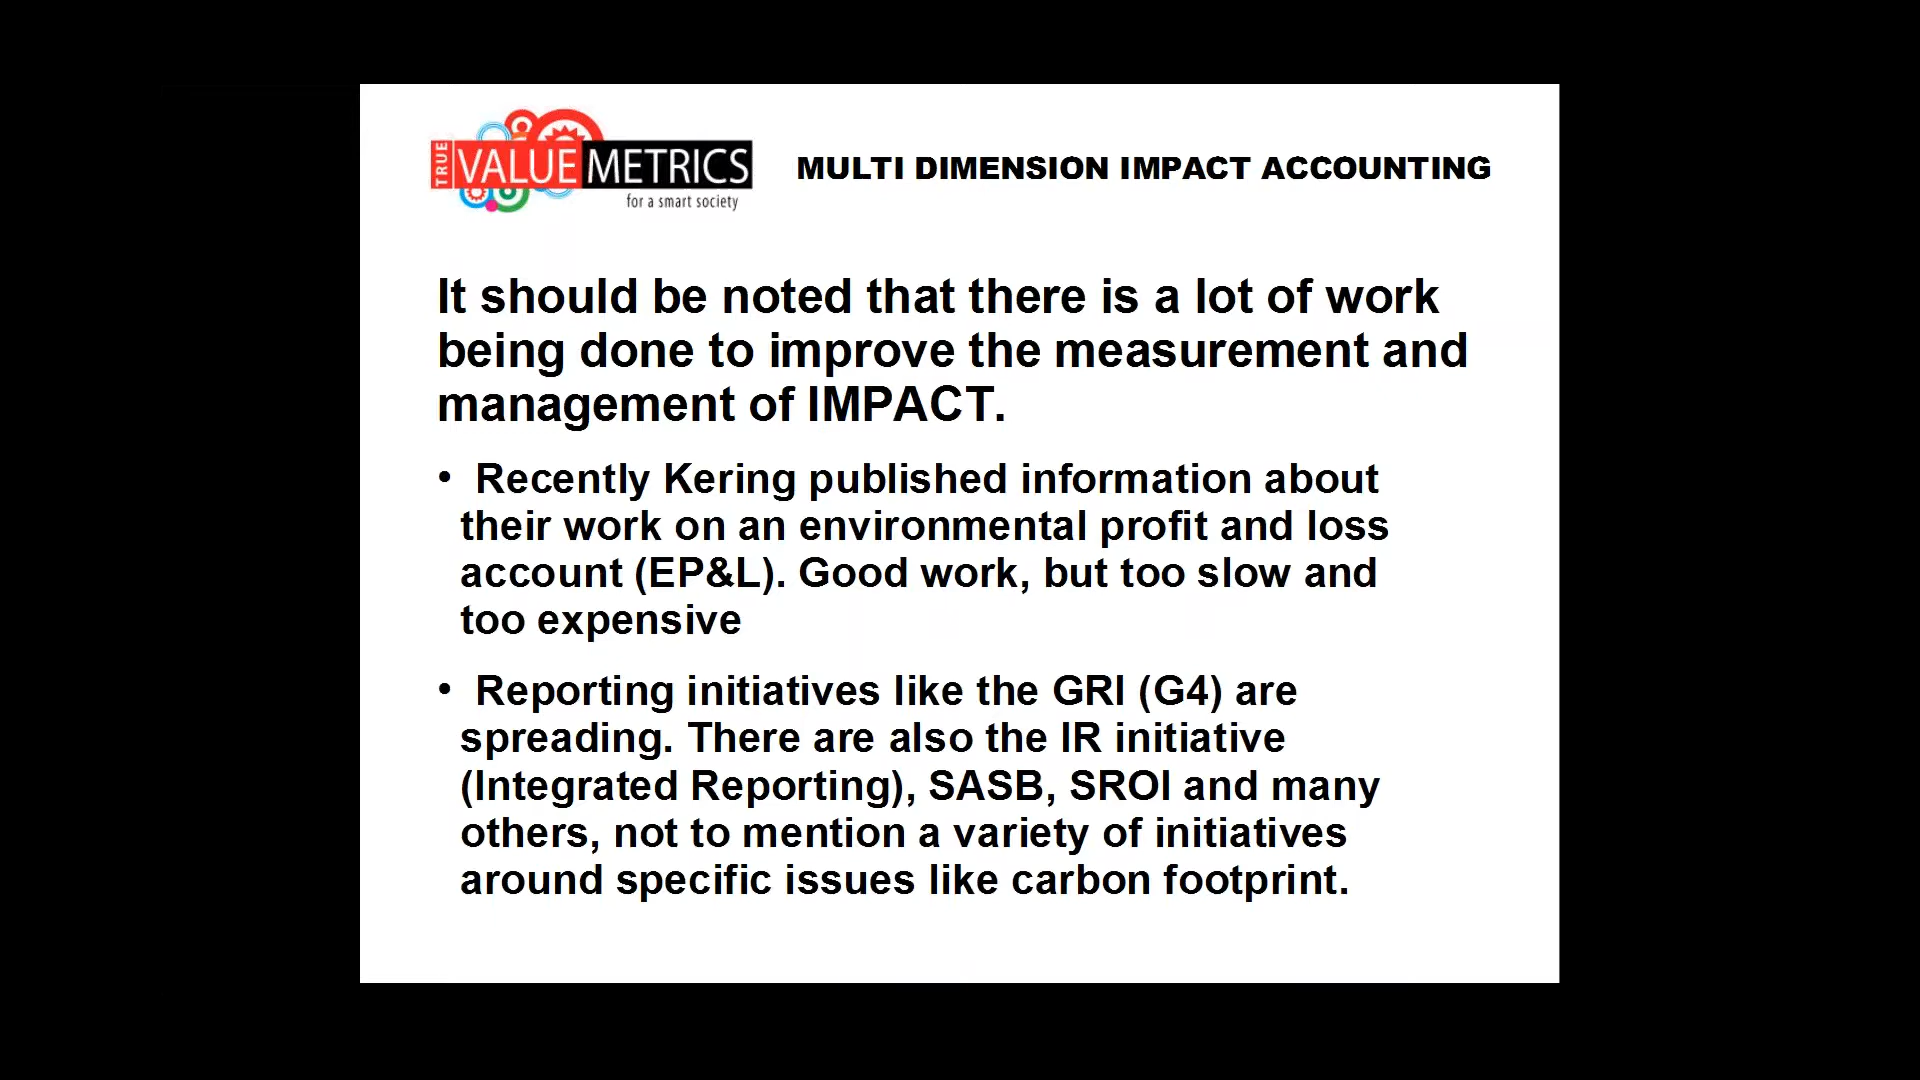 TRUE VALUE METRICS
for a smart society
MULTI DIMENSION IMPACT ACCOUNTING
It should be noted that there is a lot of work
being done to improve the measurement and
management of IMPACT.
• Recently Kering published information about
their work on an environmental profit and loss
account (EP&L). Good work, but too slow and
too expensive
• Reporting initiatives like the GRI (G4) are
spreading. There are also the IR initiative
(Integrated Reporting), SASB, SROI and many
others, not to mention a variety of initiatives
around specific issues like carbon footprint.